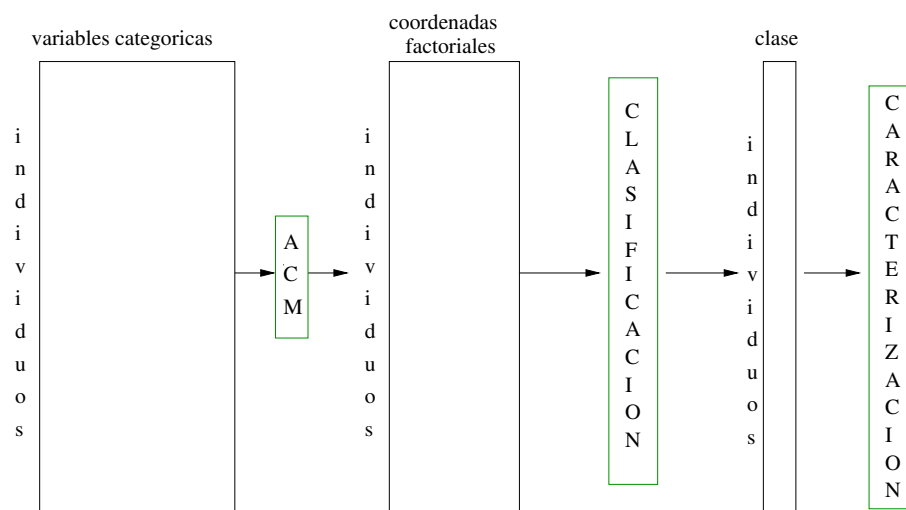 variables categoricas
coordenadas
factoriales
clase
individuos
ACM
individuos
CLASIFICACION
individuos
CARACTERIZACION